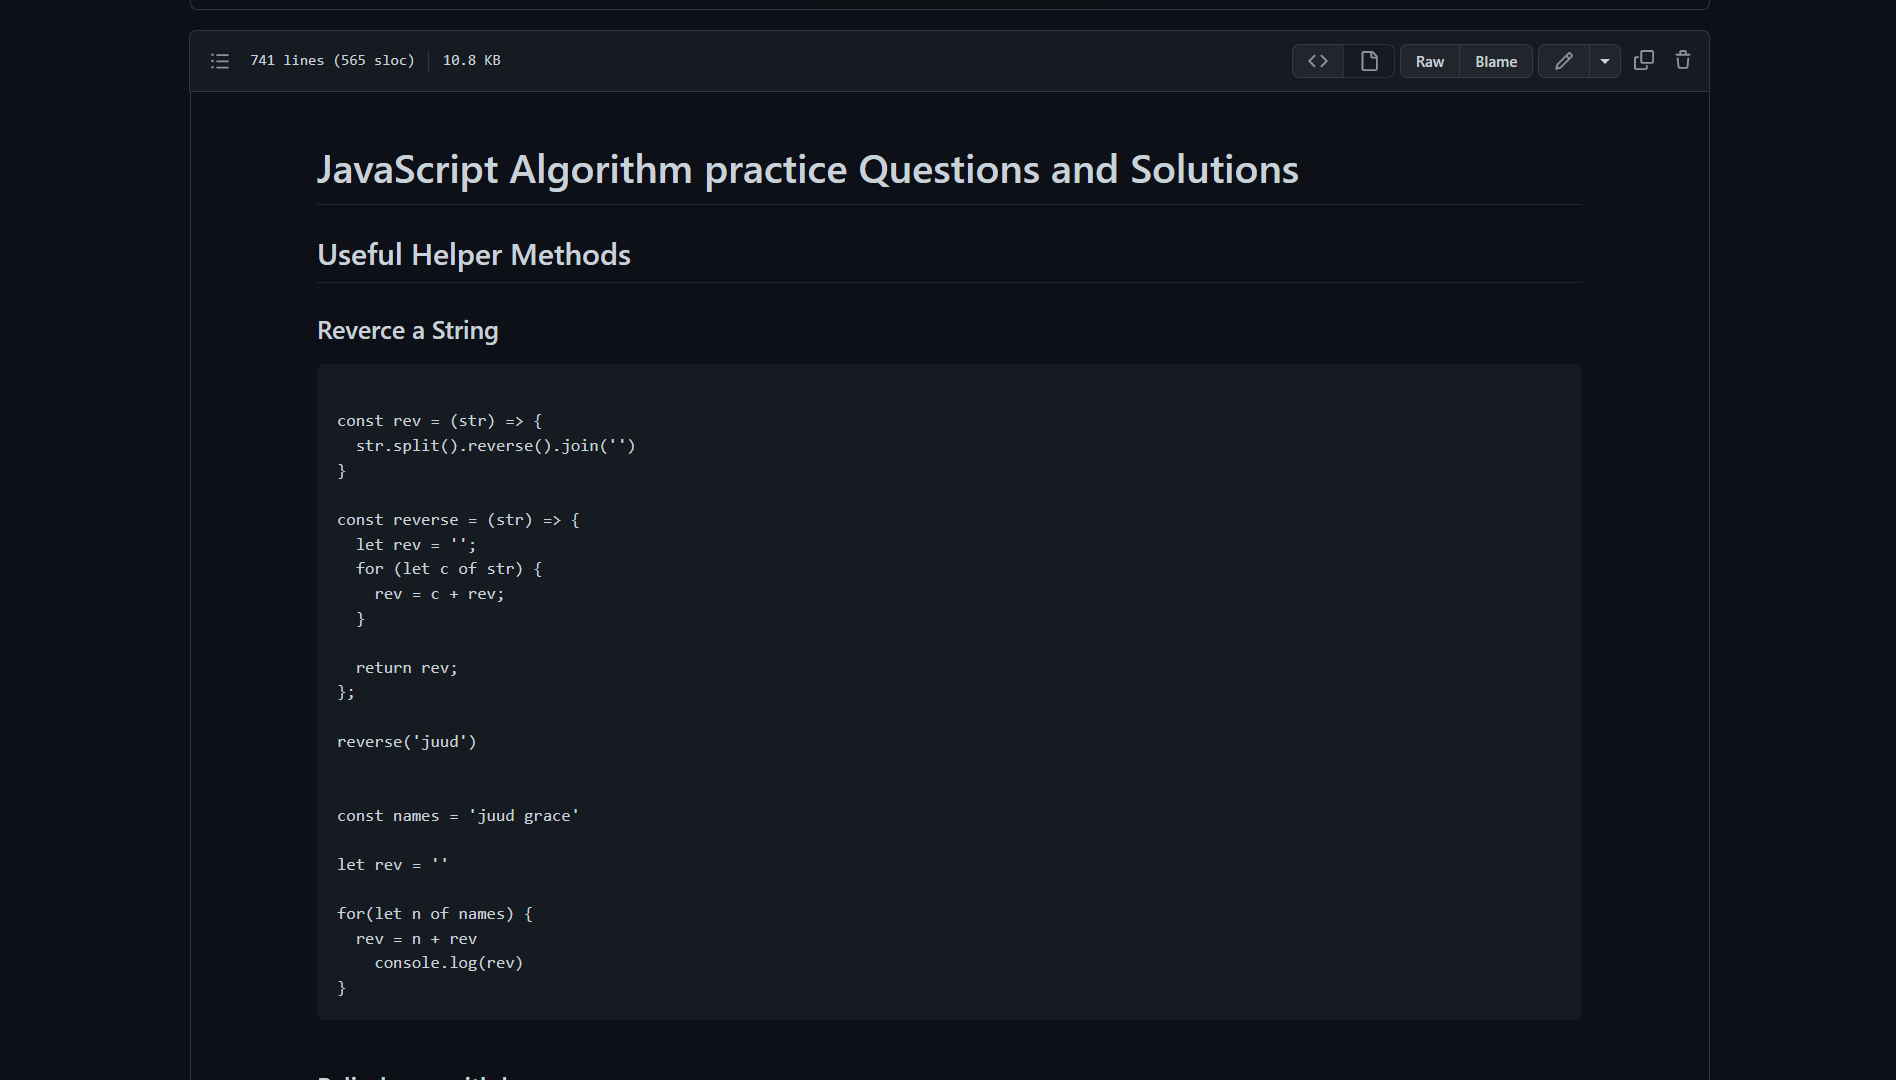 741 lines (565 sloc) 10.8 KB
Raw Blame
JavaScript Algorithm practice Questions and Solutions
Useful Helper Methods
Reverce a String
const rev = (str) => {
  str.split().reverse().join('')
}
const reverse = (str) => {
  let rev = '';
  for (let c of str) {
    rev = c + rev;
  }
  return rev;
};
reverse('juud')
const names = 'juud grace'
let rev = ''
for(let n of names) {
  rev = n + rev
    console.log(rev)
}